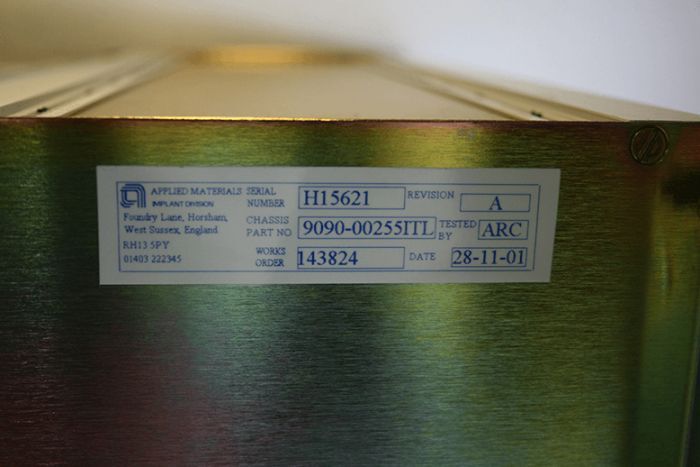 APPLIED MATERIALS
IMPLANT DIVISION
Foundry Lane, Horsham,
West Sussex, England
RH13 5PY
01403 222345
SERIAL NUMBER H15621 REVISION A
CHASSIS PART NO 9090-00255ITL TESTED BY ARC
WORKS ORDER 143824 DATE 28-11-01